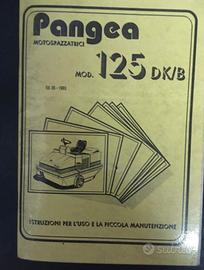 Pangea
MOTOSPAZZATRICI
MOD. 125 DK/B
ISTRUZIONI PER L'USO E LA PICCOLA MANUTENZIONE